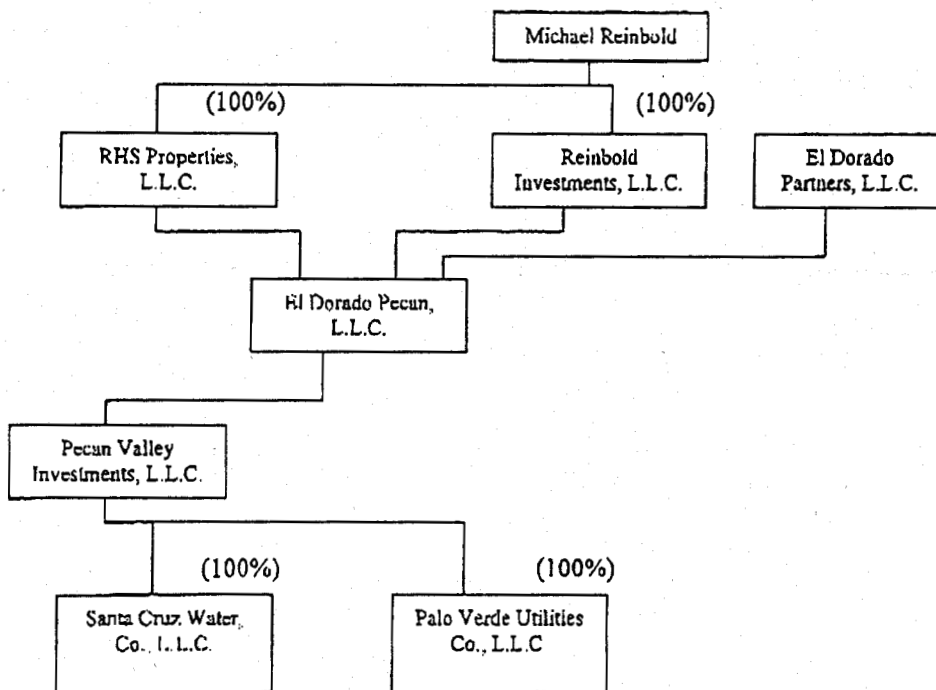 Michael Reinbold
(100%)
(100%)
RHS Properties,
L.L.C.
Reinbold
Investments, L.L.C.
El Dorado
Partners, L.L.C.
El Dorado Pecan,
L.L.C.
Pecan Valley
Investments, L.L.C.
(100%)
(100%)
Santa Cruz Water,
Co., L.L.C.
Palo Verde Utilities
Co., L.L.C